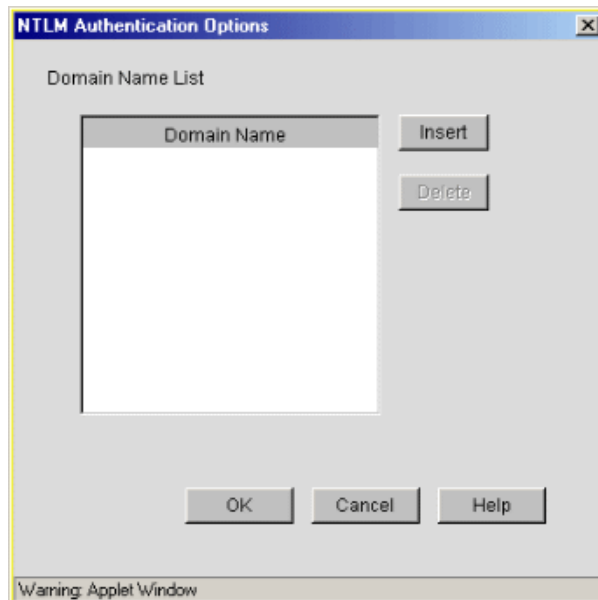 NTLM Authentication Options
Domain Name List
Domain Name
Insert
Delete
OK
Cancel
Help
Warning: Applet Window